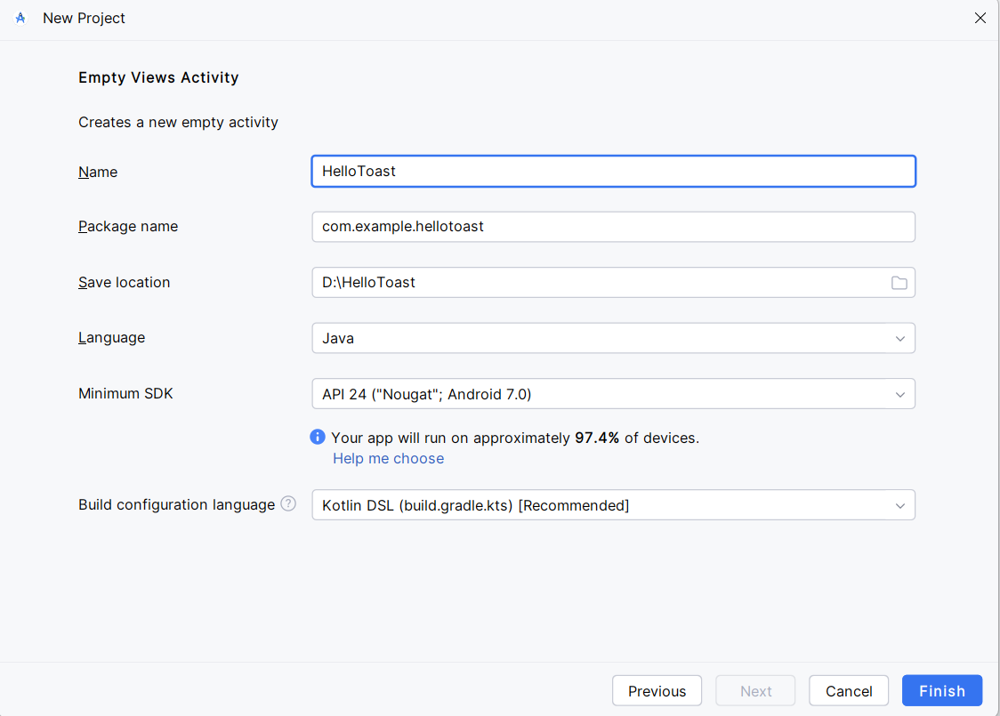 New Project
Empty Views Activity
Creates a new empty activity
Name
HelloToast
Package name
com.example.hellotoast
Save location
D:\HelloToast
Language
Java
Minimum SDK
API 24 ("Nougat"; Android 7.0)
Your app will run on approximately 97.4% of devices.
Help me choose
Build configuration language ?
Kotlin DSL (build.gradle.kts) [Recommended]
Previous
Next
Cancel
Finish